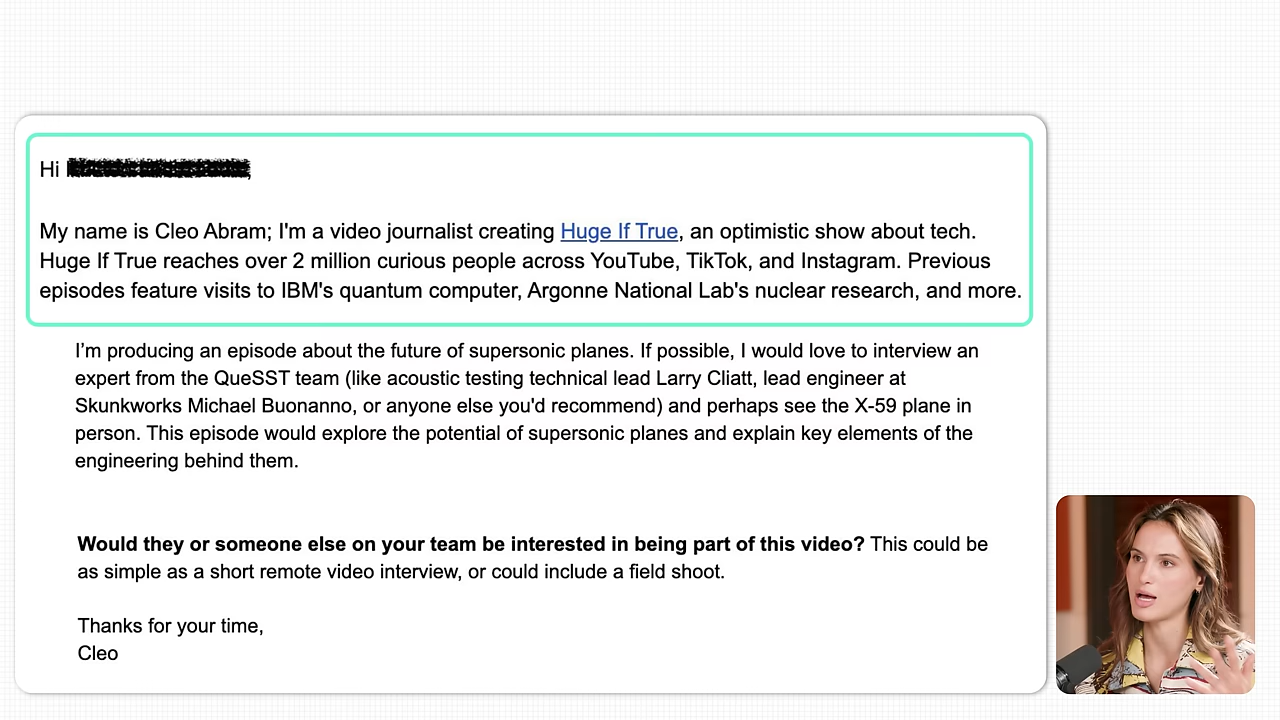 Hi
My name is Cleo Abram; I'm a video journalist creating Huge If True, an optimistic show about tech.
Huge If True reaches over 2 million curious people across YouTube, TikTok, and Instagram. Previous
episodes feature visits to IBM's quantum computer, Argonne National Lab's nuclear research, and more.
I’m producing an episode about the future of supersonic planes. If possible, I would love to interview an
expert from the QueSST team (like acoustic testing technical lead Larry Cliatt, lead engineer at
Skunkworks Michael Buonanno, or anyone else you'd recommend) and perhaps see the X-59 plane in
person. This episode would explore the potential of supersonic planes and explain key elements of the
engineering behind them.
Would they or someone else on your team be interested in being part of this video? This could be
as simple as a short remote video interview, or could include a field shoot.
Thanks for your time,
Cleo